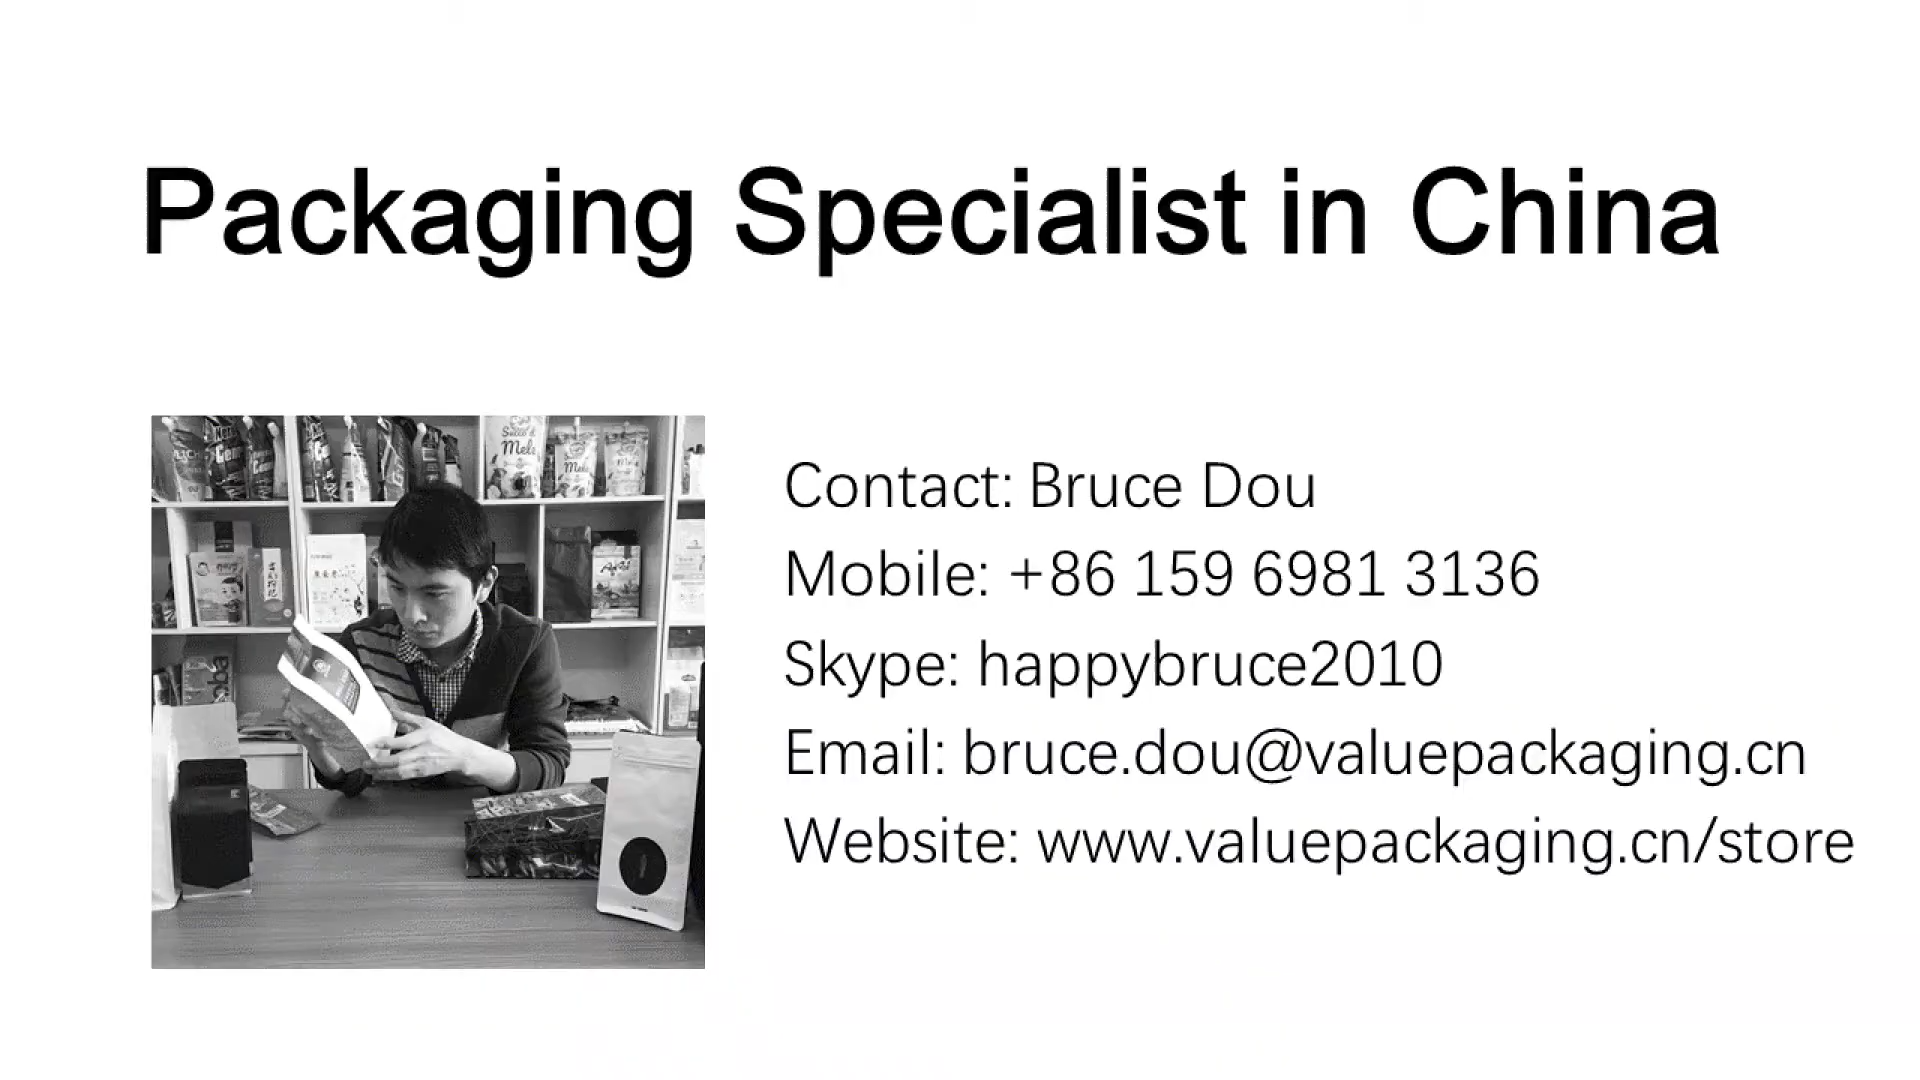 Packaging Specialist in China
Contact: Bruce Dou
Mobile: +86 159 6981 3136
Skype: happybruce2010
Email: bruce.dou@valuepackaging.cn
Website: www.valuepackaging.cn/store